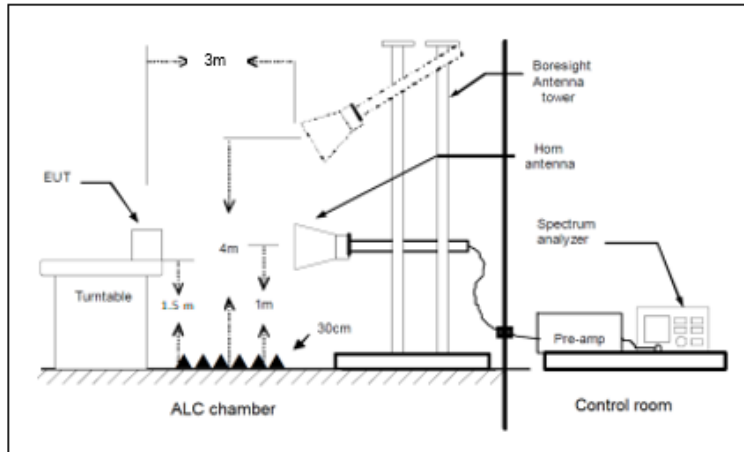 3m
Boresight
Antenna
tower
Horn
antenna
EUT
Spectrum
analyzer
4m
Turntable
1.5 m
1m
30cm
Pre-amp
ALC chamber
Control room